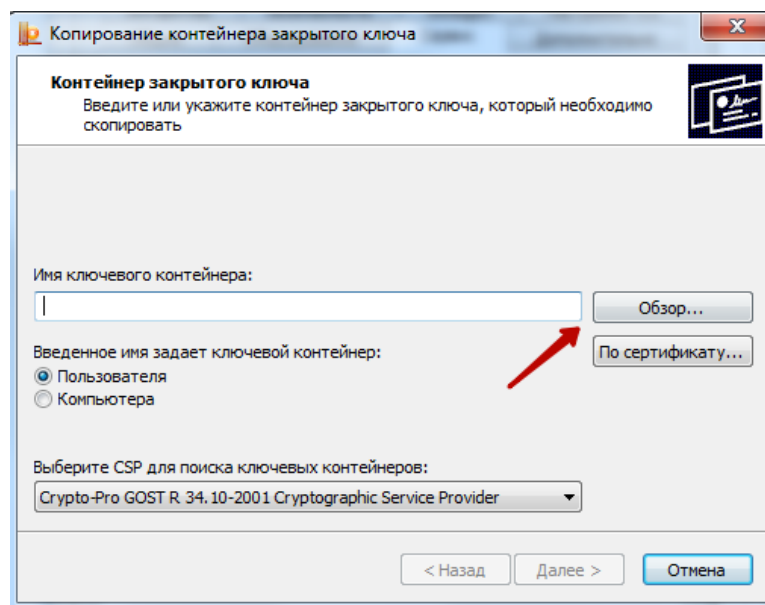 Копирование контейнера закрытого ключа
Контейнер закрытого ключа
Введите или укажите контейнер закрытого ключа, который необходимо
скопировать
Имя ключевого контейнера:
Обзор...
Введенное имя задает ключевой контейнер:
По сертификату...
Пользователя
Компьютера
Выберите CSP для поиска ключевых контейнеров:
Crypto-Pro GOST R 34.10-2001 Cryptographic Service Provider
< Назад
Далее >
Отмена